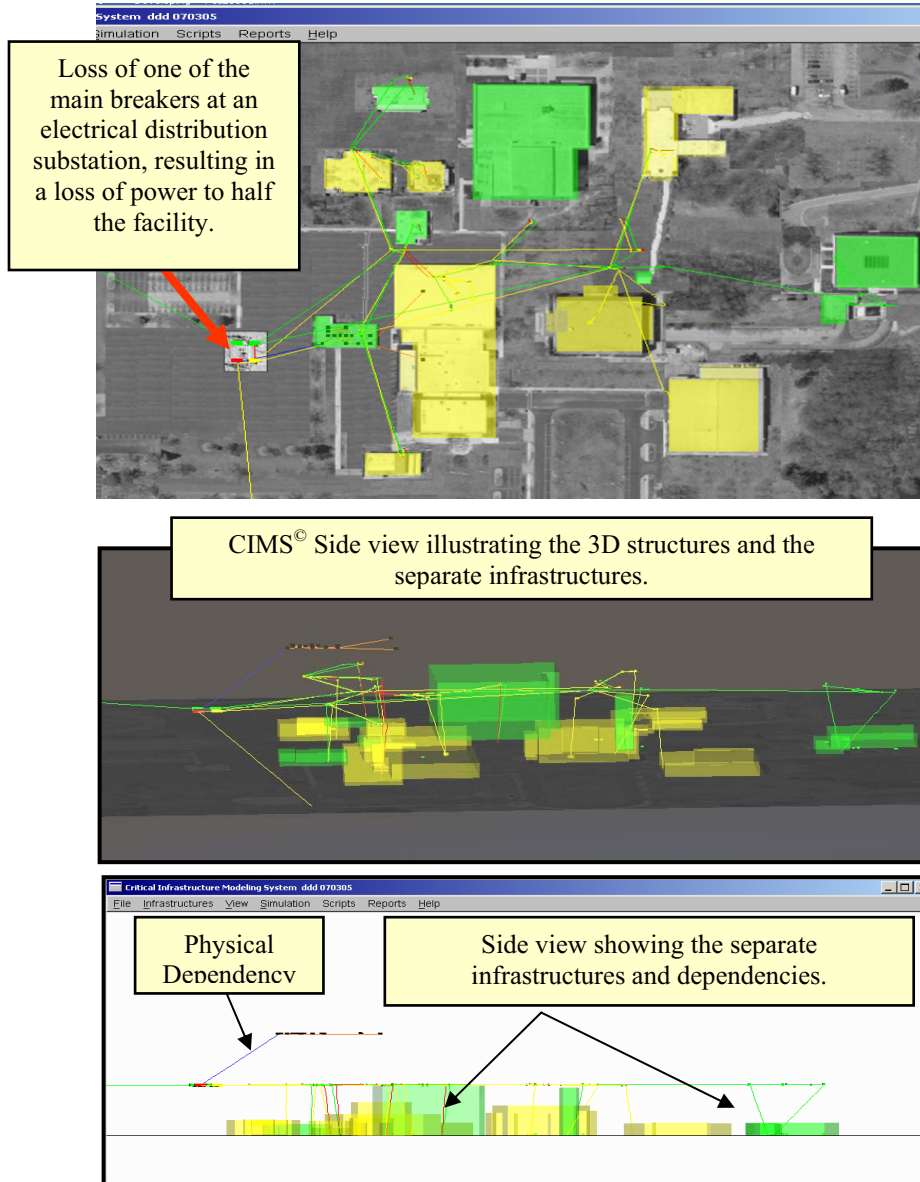 System ddd 070305
Simulation Scripts Reports Help
Loss of one of the
main breakers at an
electrical distribution
substation, resulting in
a loss of power to half
the facility.
CIMS© Side view illustrating the 3D structures and the
separate infrastructures.
Critical Infrastructure Modeling System ddd 070305
File Infrastructures View Simulation Scripts Reports Help
Physical
Dependency
Side view showing the separate
infrastructures and dependencies.